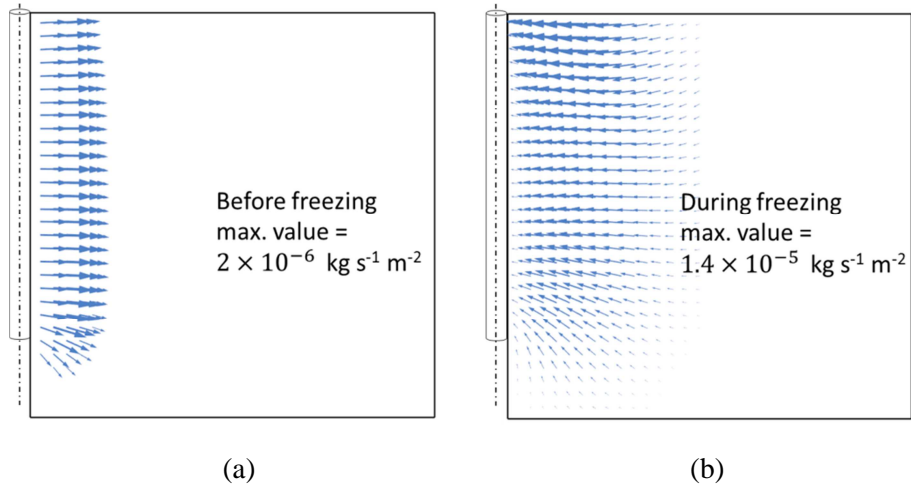 Before freezing
max. value =
2 × 10⁻⁶ kg s⁻¹ m⁻²
During freezing
max. value =
1.4 × 10⁻⁵ kg s⁻¹ m⁻²
(a)
(b)